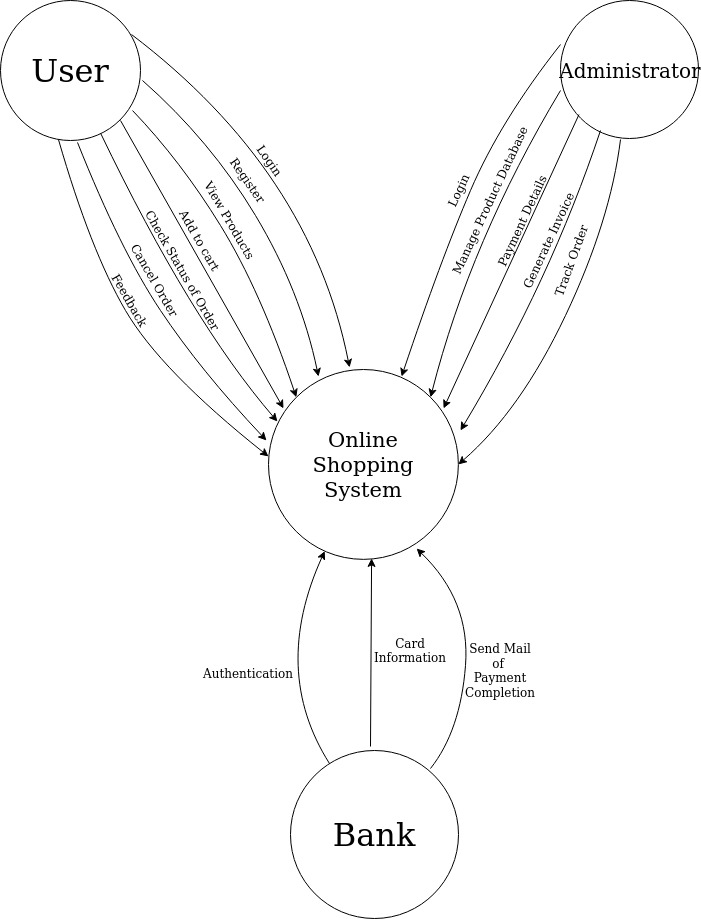 User
Administrator
Login
Register
View Products
Add to cart
Check Status of Order
Cancel Order
Feedback
Login
Manage Product Database
Payment Details
Generate Invoice
Track Order
Online
Shopping
System
Authentication
Card
Information
Send Mail
of
Payment
Completion
Bank